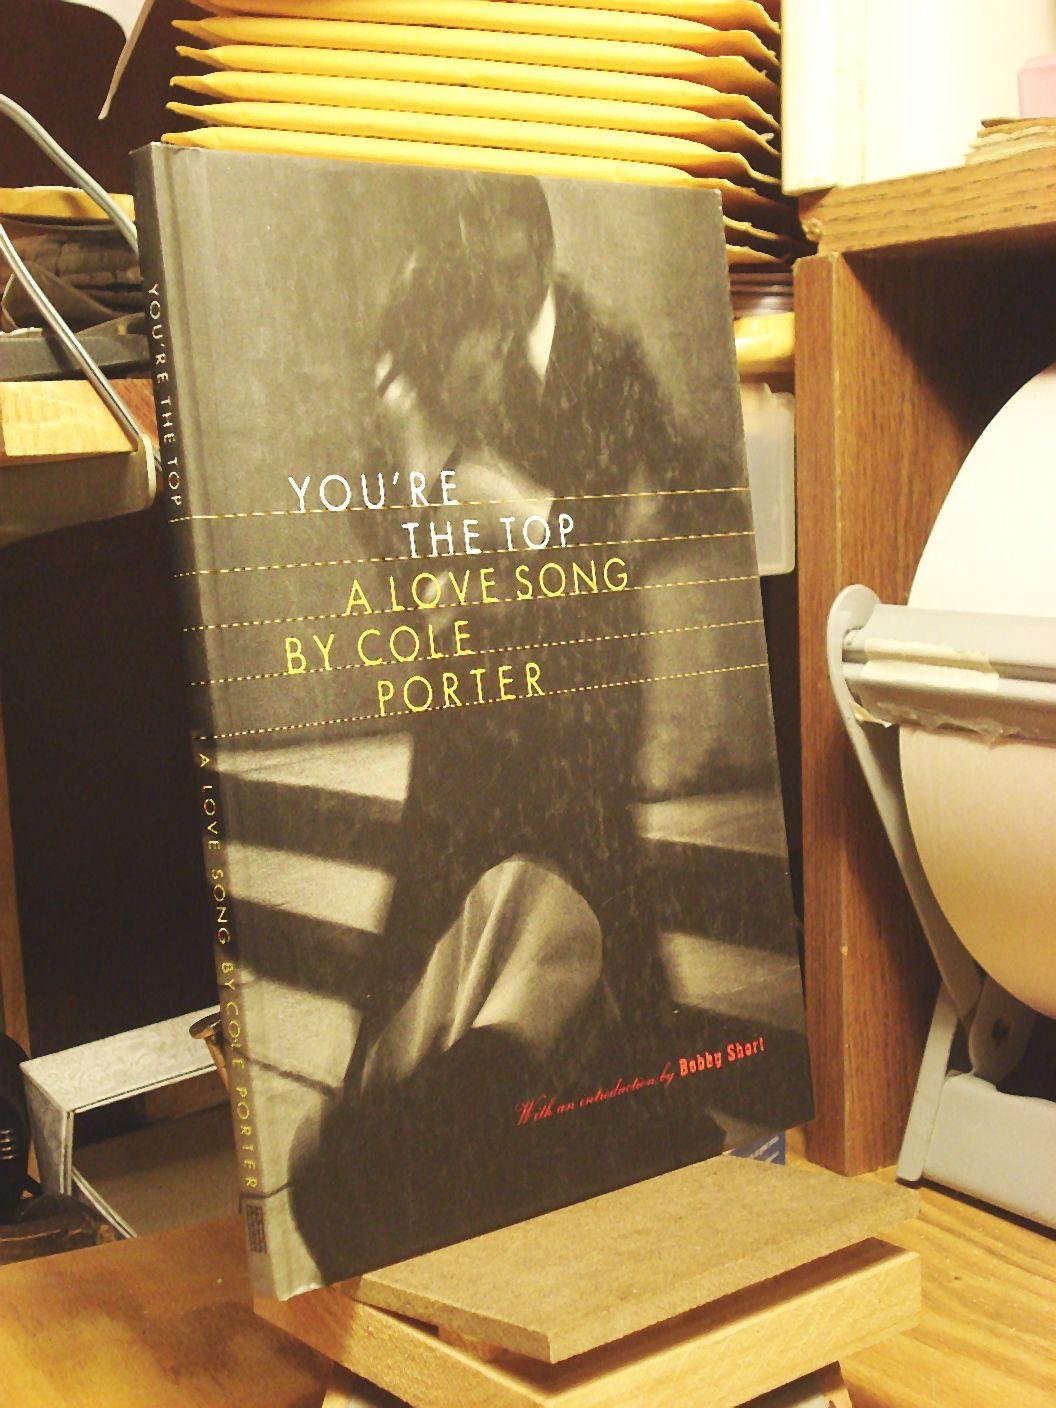 YOU'RE
THE TOP
A LOVE SONG
BY COLE
PORTER
With an introduction by Bobby Short
YOU'RE THE TOP
A LOVE SONG BY COLE PORTER